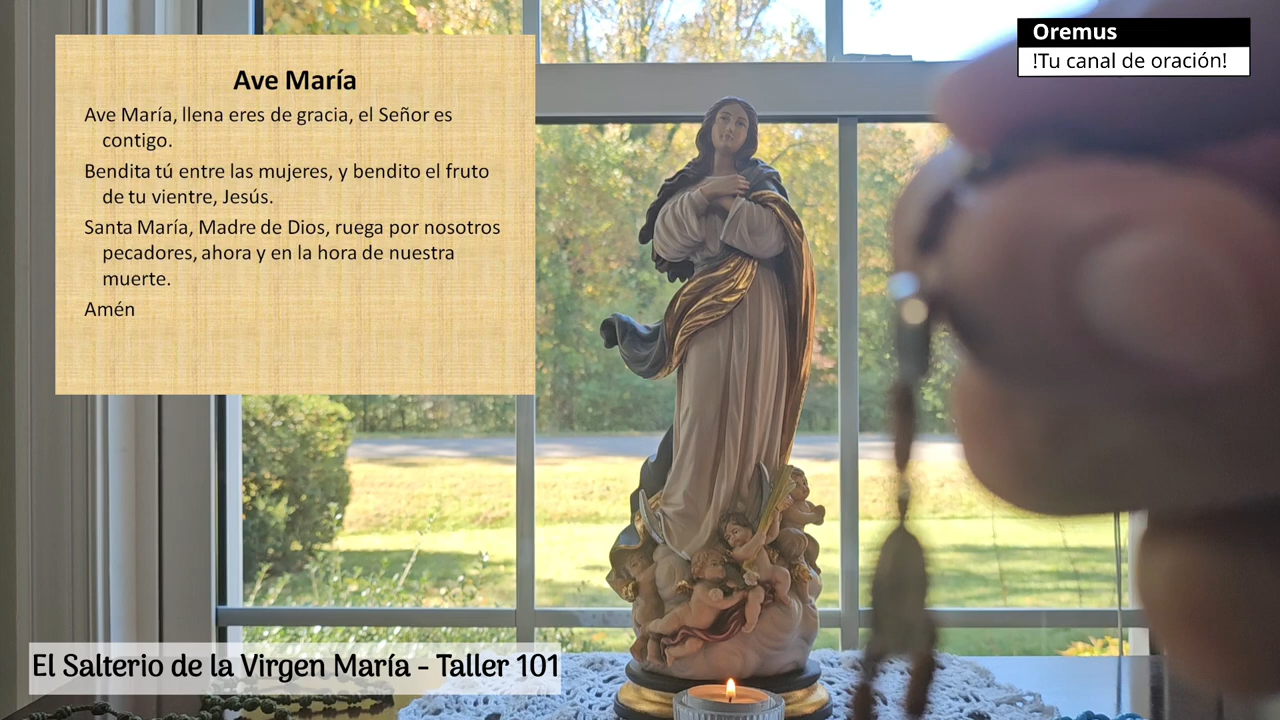 Oremus
!Tu canal de oración!
Ave María
Ave María, llena eres de gracia, el Señor es
contigo.
Bendita tú entre las mujeres, y bendito el fruto
de tu vientre, Jesús.
Santa María, Madre de Dios, ruega por nosotros
pecadores, ahora y en la hora de nuestra
muerte.
Amén
El Salterio de la Virgen María - Taller 101